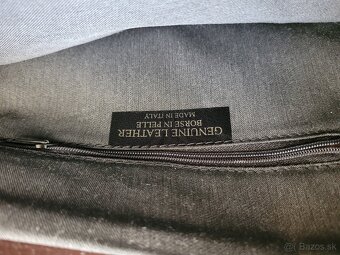 GENUINE LEATHER
BORSE IN PELLE
MADE IN ITALY
Bazos.sk